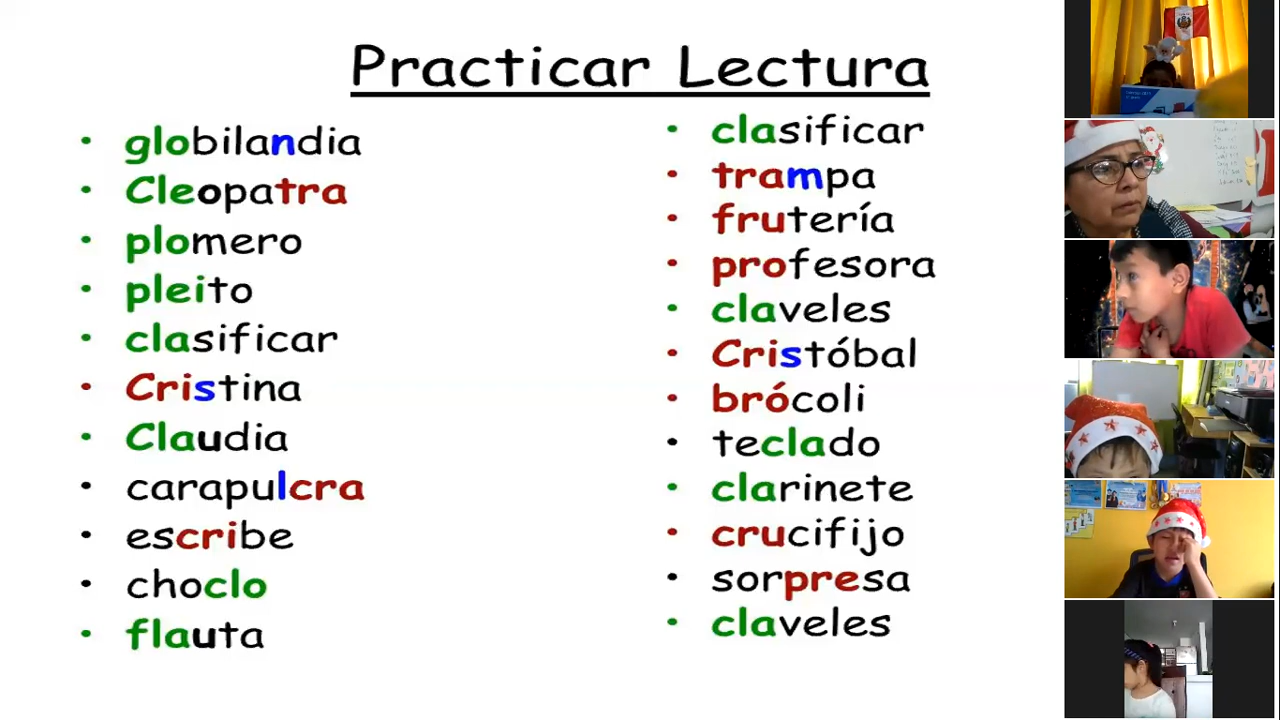 Practicar Lectura
globilandia
Cleopatra
plomero
pleito
clasificar
Cristina
Claudia
carapulcra
escribe
choclo
flauta
clasificar
trampa
frutería
profesora
claveles
Cristóbal
brócoli
teclado
clarinete
crucifijo
sorpresa
claveles